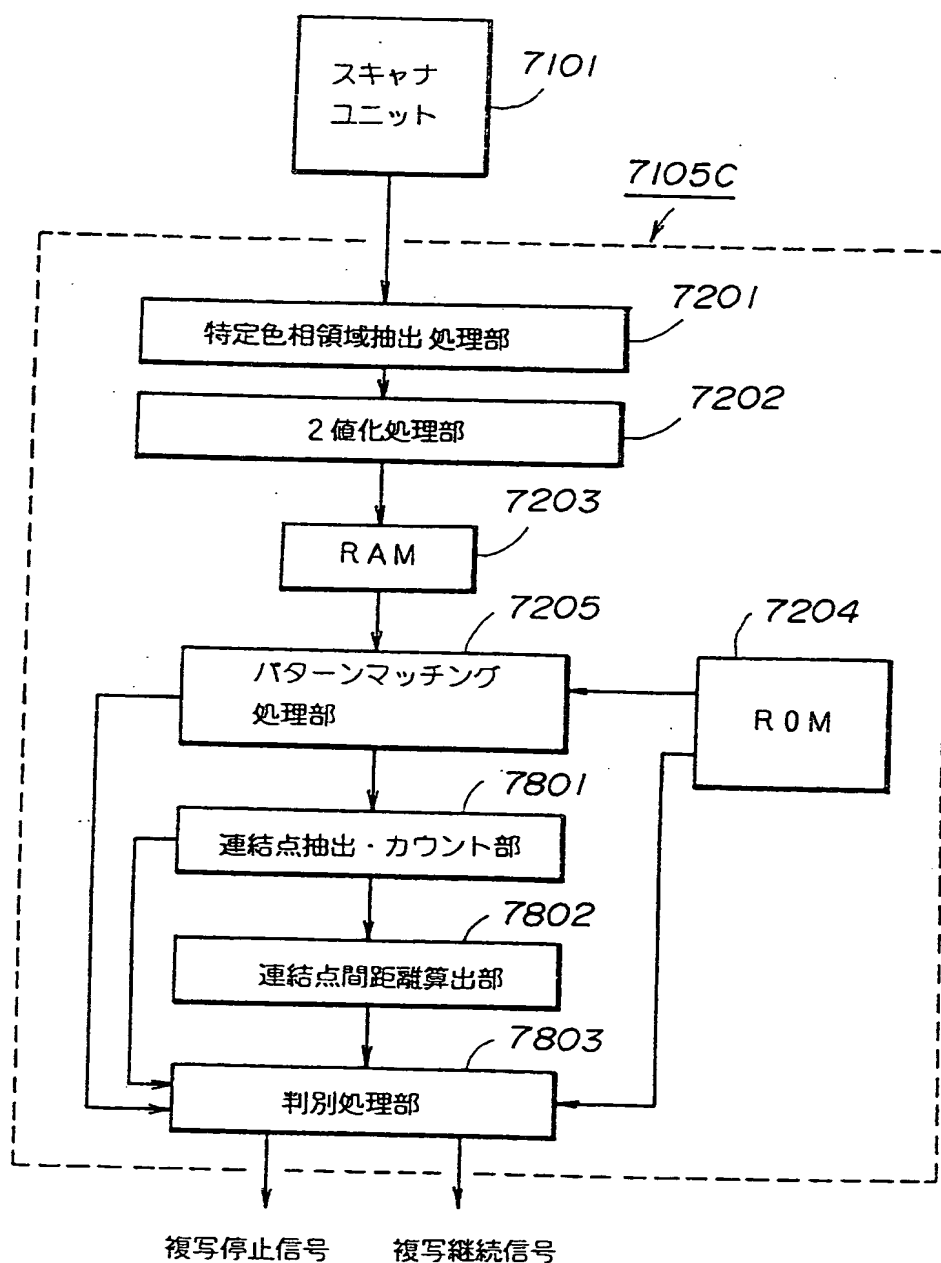 スキャナ
ユニット
7101
7105C
7201
特定色相領域抽出処理部
7202
2値化処理部
7203
RAM
7205
7204
パターンマッチング
処理部
ROM
7801
連結点抽出・カウント部
7802
連結点間距離算出部
7803
判別処理部
複写停止信号
複写継続信号